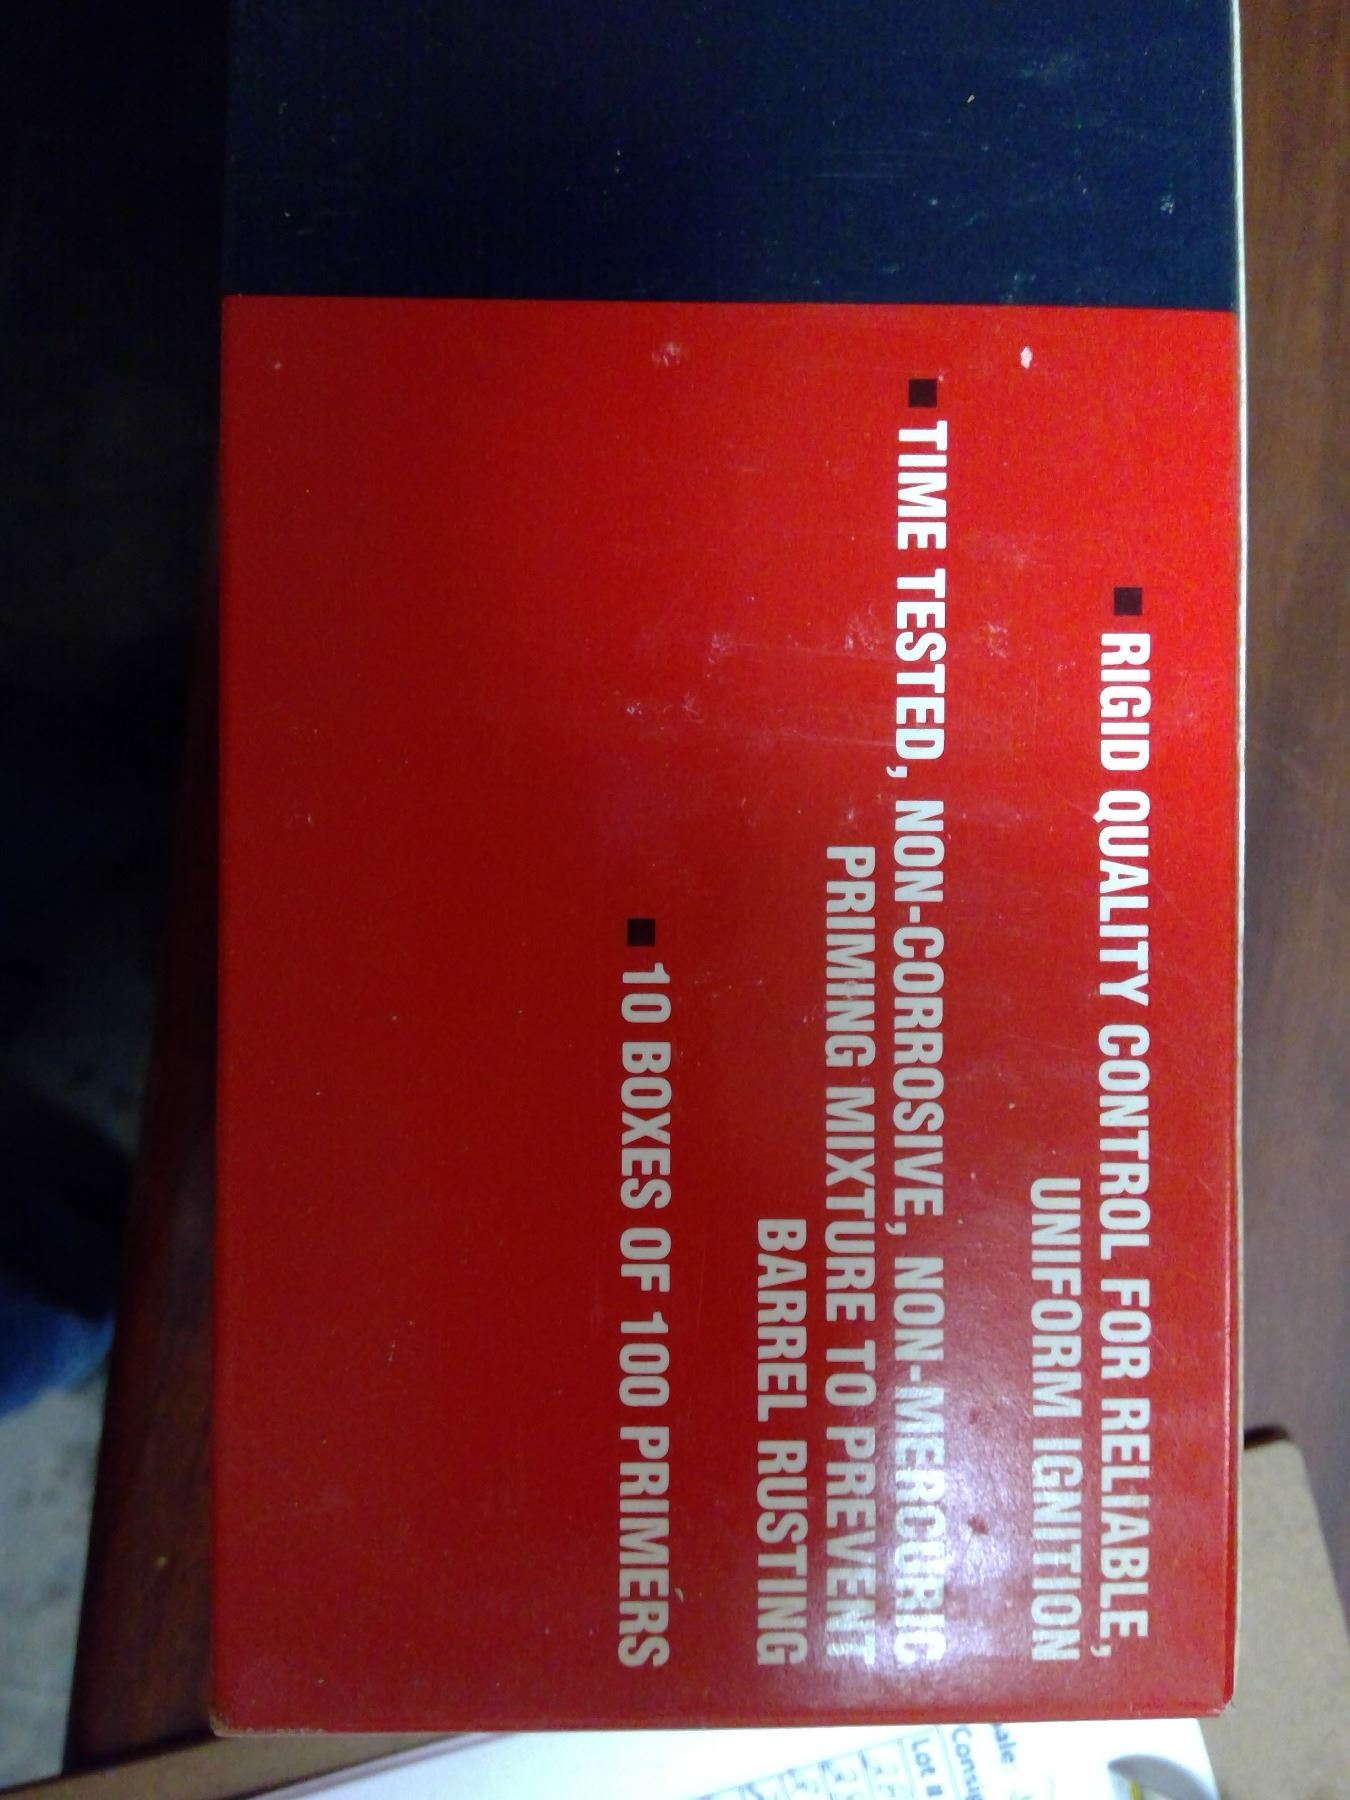 ■ RIGID QUALITY CONTROL FOR RELIABLE,
UNIFORM IGNITION
■ TIME TESTED, NON-CORROSIVE, NON-MERCURIC
PRIMING MIXTURE TO PREVENT
BARREL RUSTING
■ 10 BOXES OF 100 PRIMERS
Lot #